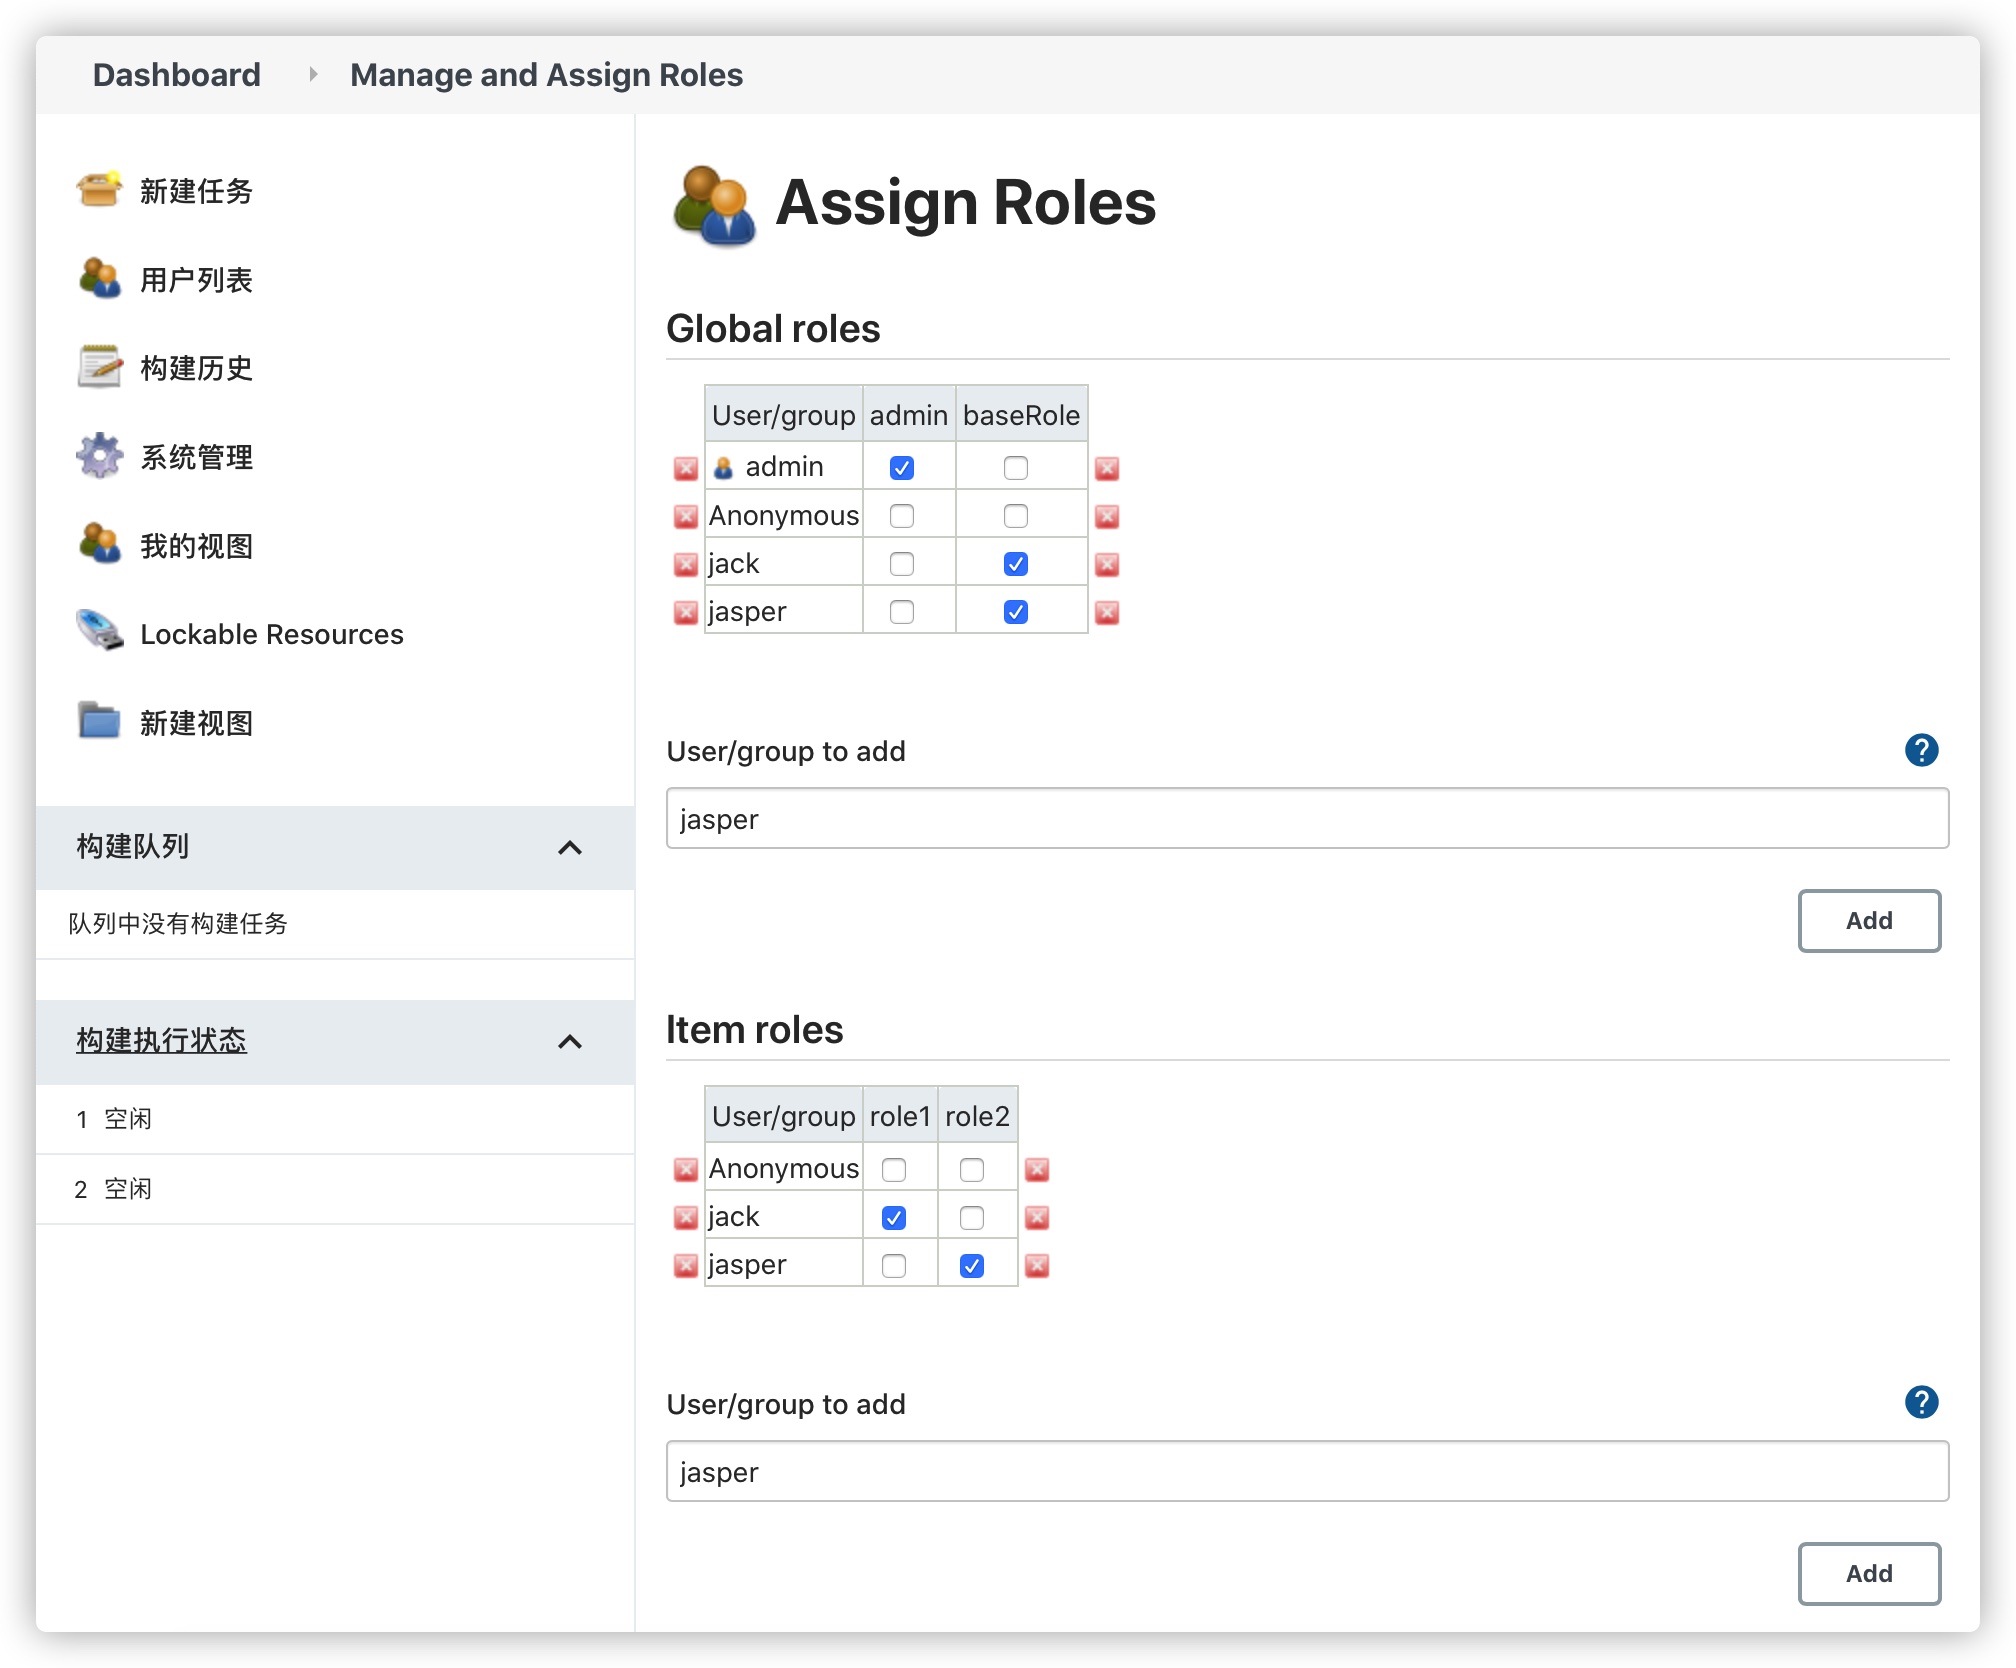 Dashboard Manage and Assign Roles
新建任务
用户列表
构建历史
系统管理
我的视图
Lockable Resources
新建视图
构建队列
队列中没有构建任务
构建执行状态
1 空闲
2 空闲
Assign Roles
Global roles
User/group admin baseRole
admin
Anonymous
jack
jasper
User/group to add
?
jasper
Add
Item roles
User/group role1 role2
Anonymous
jack
jasper
User/group to add
?
jasper
Add